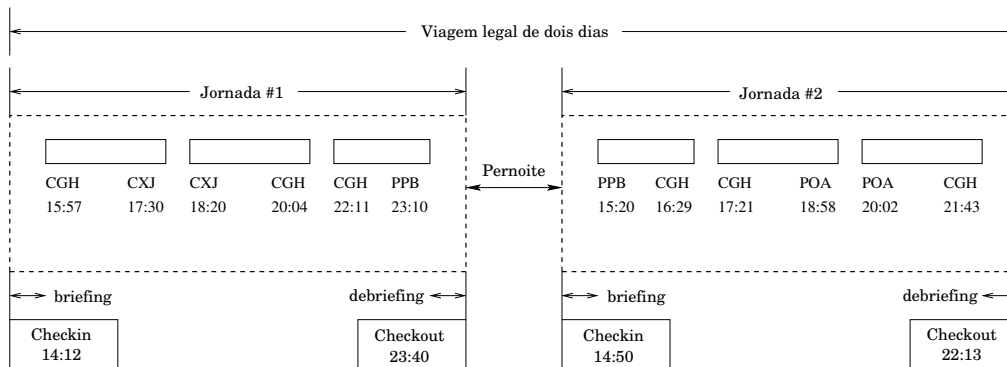 Viagem legal de dois dias
Jornada #1
Jornada #2
CGH CXJ CXJ CGH CGH PPB
15:57 17:30 18:20 20:04 22:11 23:10
Pernoite
PPB CGH CGH POA POA CGH
15:20 16:29 17:21 18:58 20:02 21:43
briefing debriefing briefing debriefing
Checkin Checkout Checkin Checkout
14:12 23:40 14:50 22:13